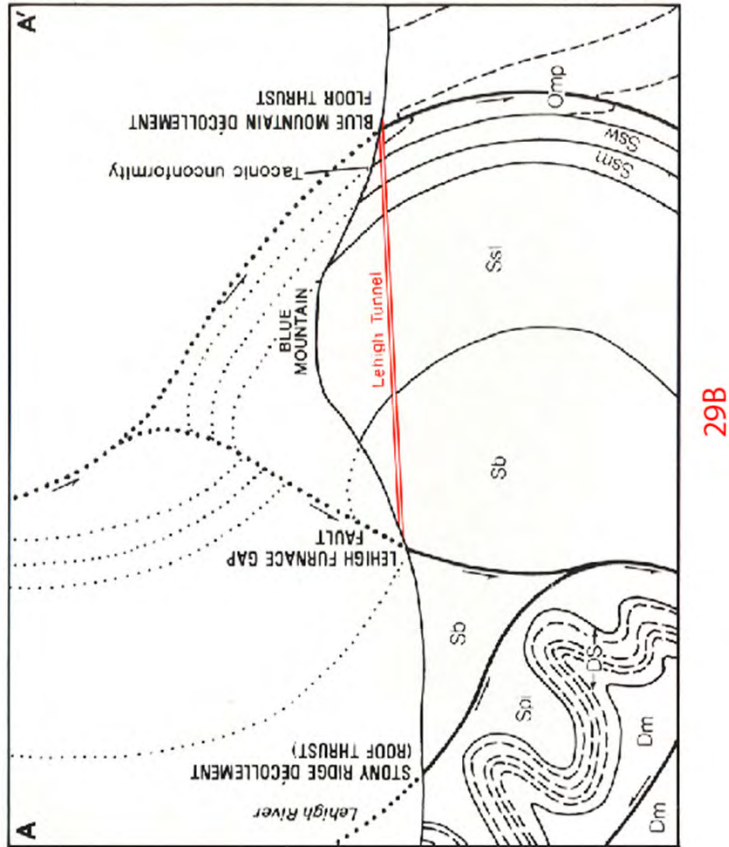 A
A'
BLUE MOUNTAIN DÉCOLLEMENT
FLOOR THRUST
Taconic unconformity
BLUE
MOUNTAIN
LEHIGH FURNACE GAP
FAULT
STONY RIDGE DÉCOLLEMENT
(ROOF THRUST)
Lehigh River
Lehigh Tunnel
Omp
Ssw
Ssm
Ssl
Sb
Sb
Spi
DS
Dm
Dm
29B